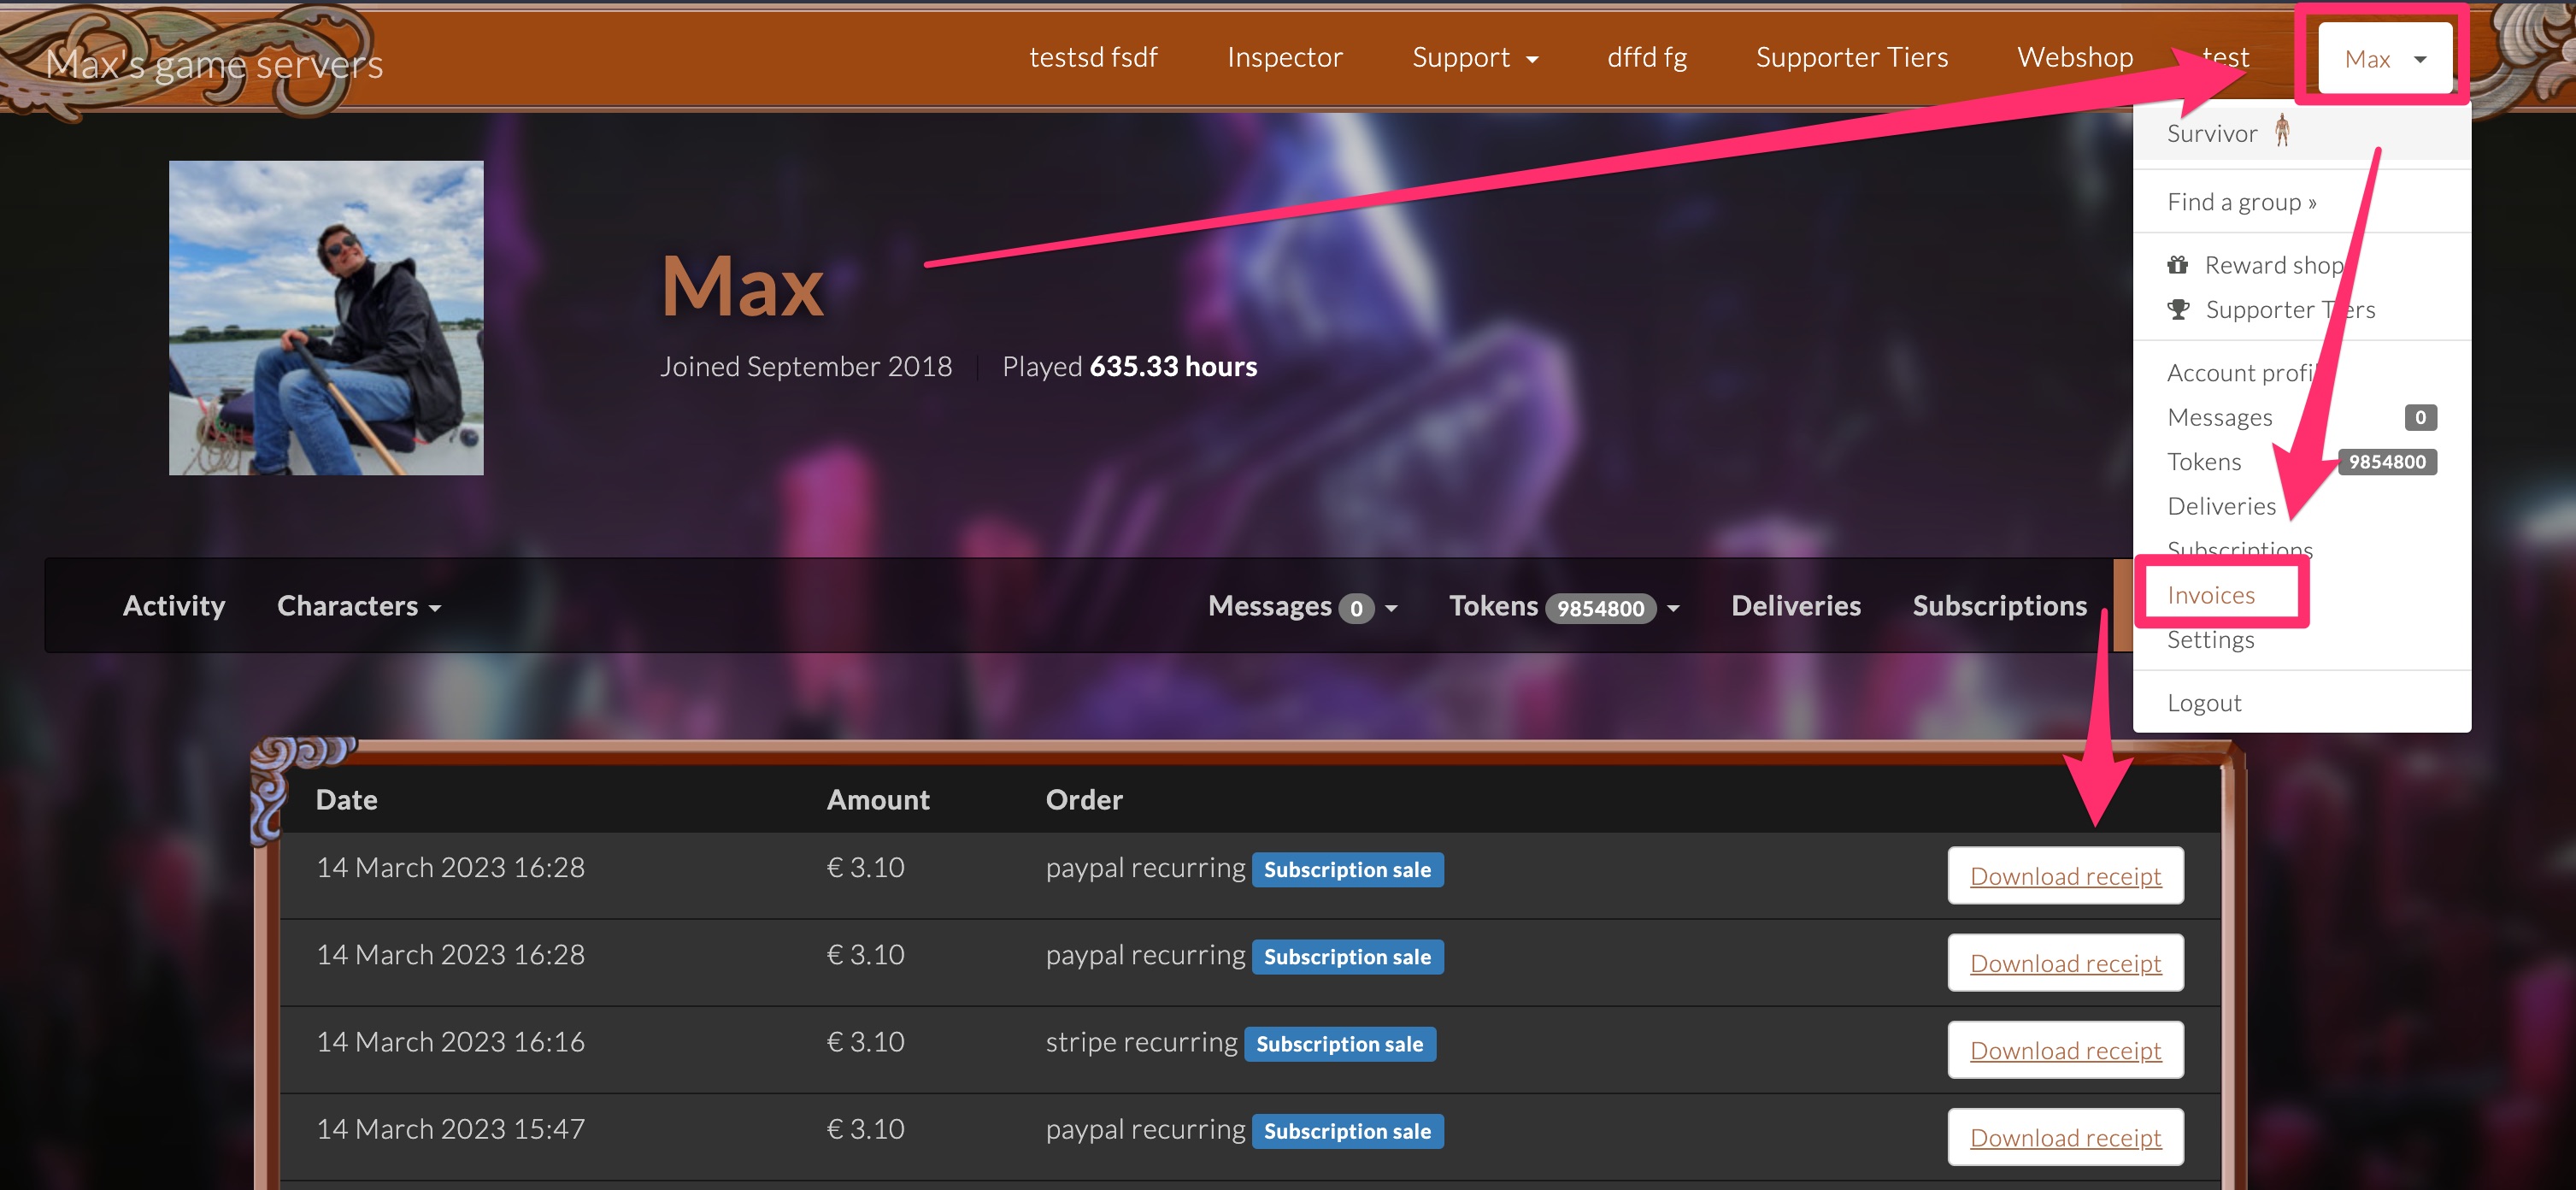 Max's game servers
testsd fsdf Inspector Support dffd fg Supporter Tiers Webshop test Max
Survivor
Find a group »
Reward shop
Supporter Tiers
Account profil
Messages 0
Tokens 9854800
Deliveries
Subscriptions
Invoices
Settings
Logout
Max
Joined September 2018 Played 635.33 hours
Activity Characters Messages 0 Tokens 9854800 Deliveries Subscriptions
Date Amount Order
14 March 2023 16:28 € 3.10 paypal recurring Subscription sale Download receipt
14 March 2023 16:28 € 3.10 paypal recurring Subscription sale Download receipt
14 March 2023 16:16 € 3.10 stripe recurring Subscription sale Download receipt
14 March 2023 15:47 € 3.10 paypal recurring Subscription sale Download receipt